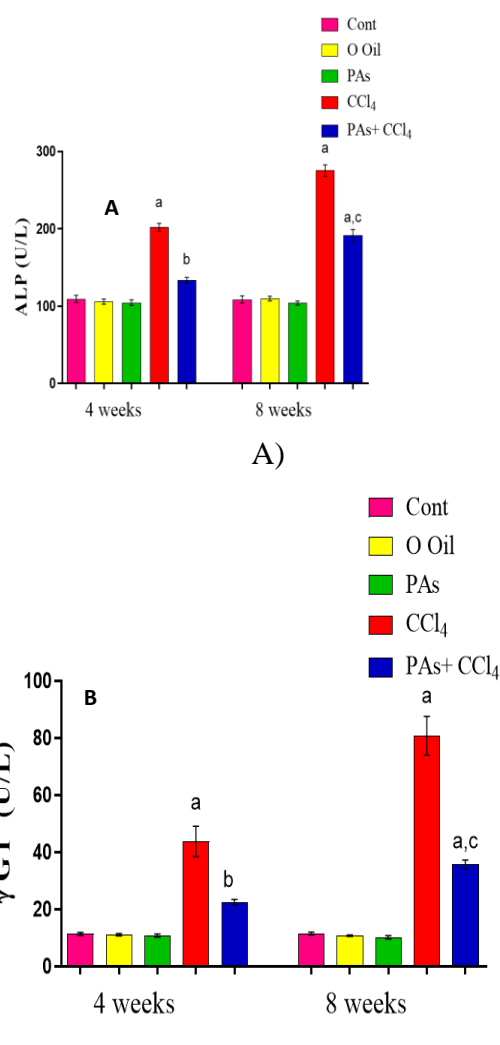 Cont
O Oil
PAs
CCl₄
PAs+ CCl₄
ALP (U/L)
300
200
100
0
A
a
b
a
a,c
4 weeks
8 weeks
A)
Cont
O Oil
PAs
CCl₄
PAs+ CCl₄
γ GT (U/L)
100
80
60
40
20
0
B
a
b
a
a,c
4 weeks
8 weeks